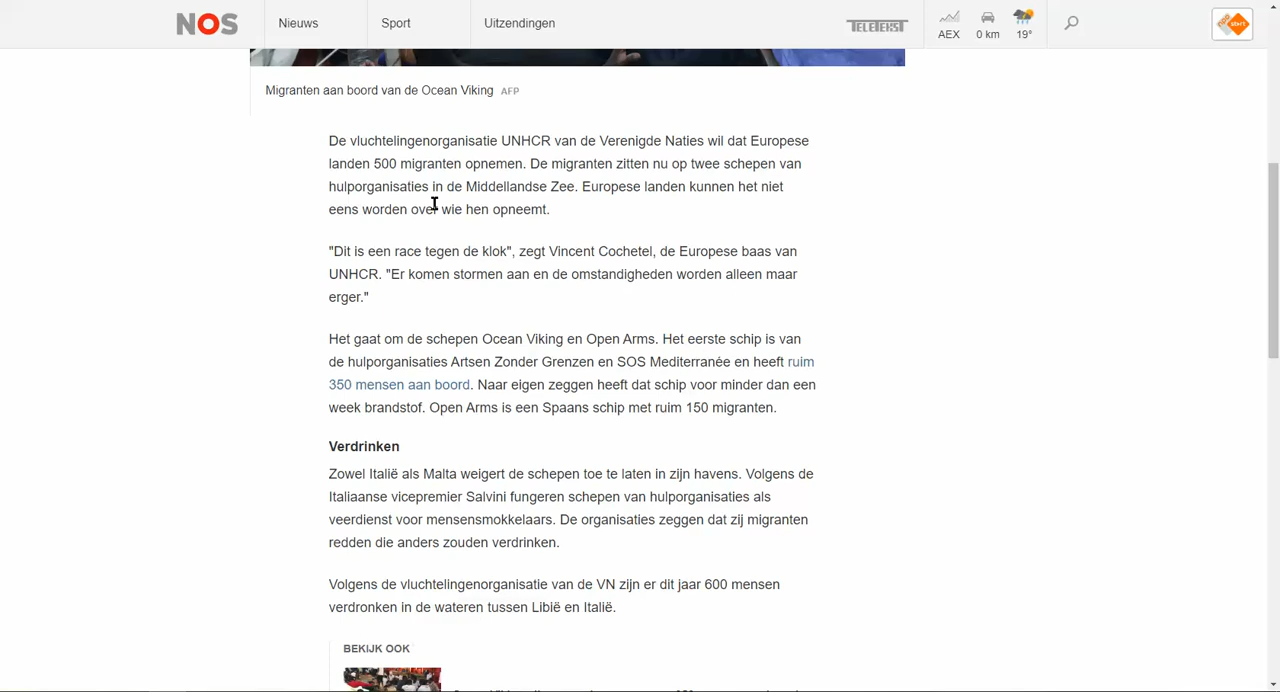 NOS
Nieuws
Sport
Uitzendingen
TELETEKST
AEX
0 km
19°
NPO START
Migranten aan boord van de Ocean Viking AFP
De vluchtelingenorganisatie UNHCR van de Verenigde Naties wil dat Europese
landen 500 migranten opnemen. De migranten zitten nu op twee schepen van
hulporganisaties in de Middellandse Zee. Europese landen kunnen het niet
eens worden over wie hen opneemt.
"Dit is een race tegen de klok", zegt Vincent Cochetel, de Europese baas van
UNHCR. "Er komen stormen aan en de omstandigheden worden alleen maar
erger."
Het gaat om de schepen Ocean Viking en Open Arms. Het eerste schip is van
de hulporganisaties Artsen Zonder Grenzen en SOS Mediterranée en heeft ruim
350 mensen aan boord. Naar eigen zeggen heeft dat schip voor minder dan een
week brandstof. Open Arms is een Spaans schip met ruim 150 migranten.
Verdrinken
Zowel Italië als Malta weigert de schepen toe te laten in zijn havens. Volgens de
Italiaanse vicepremier Salvini fungeren schepen van hulporganisaties als
veerdienst voor mensensmokkelaars. De organisaties zeggen dat zij migranten
redden die anders zouden verdrinken.
Volgens de vluchtelingenorganisatie van de VN zijn er dit jaar 600 mensen
verdronken in de wateren tussen Libië en Italië.
BEKIJK OOK